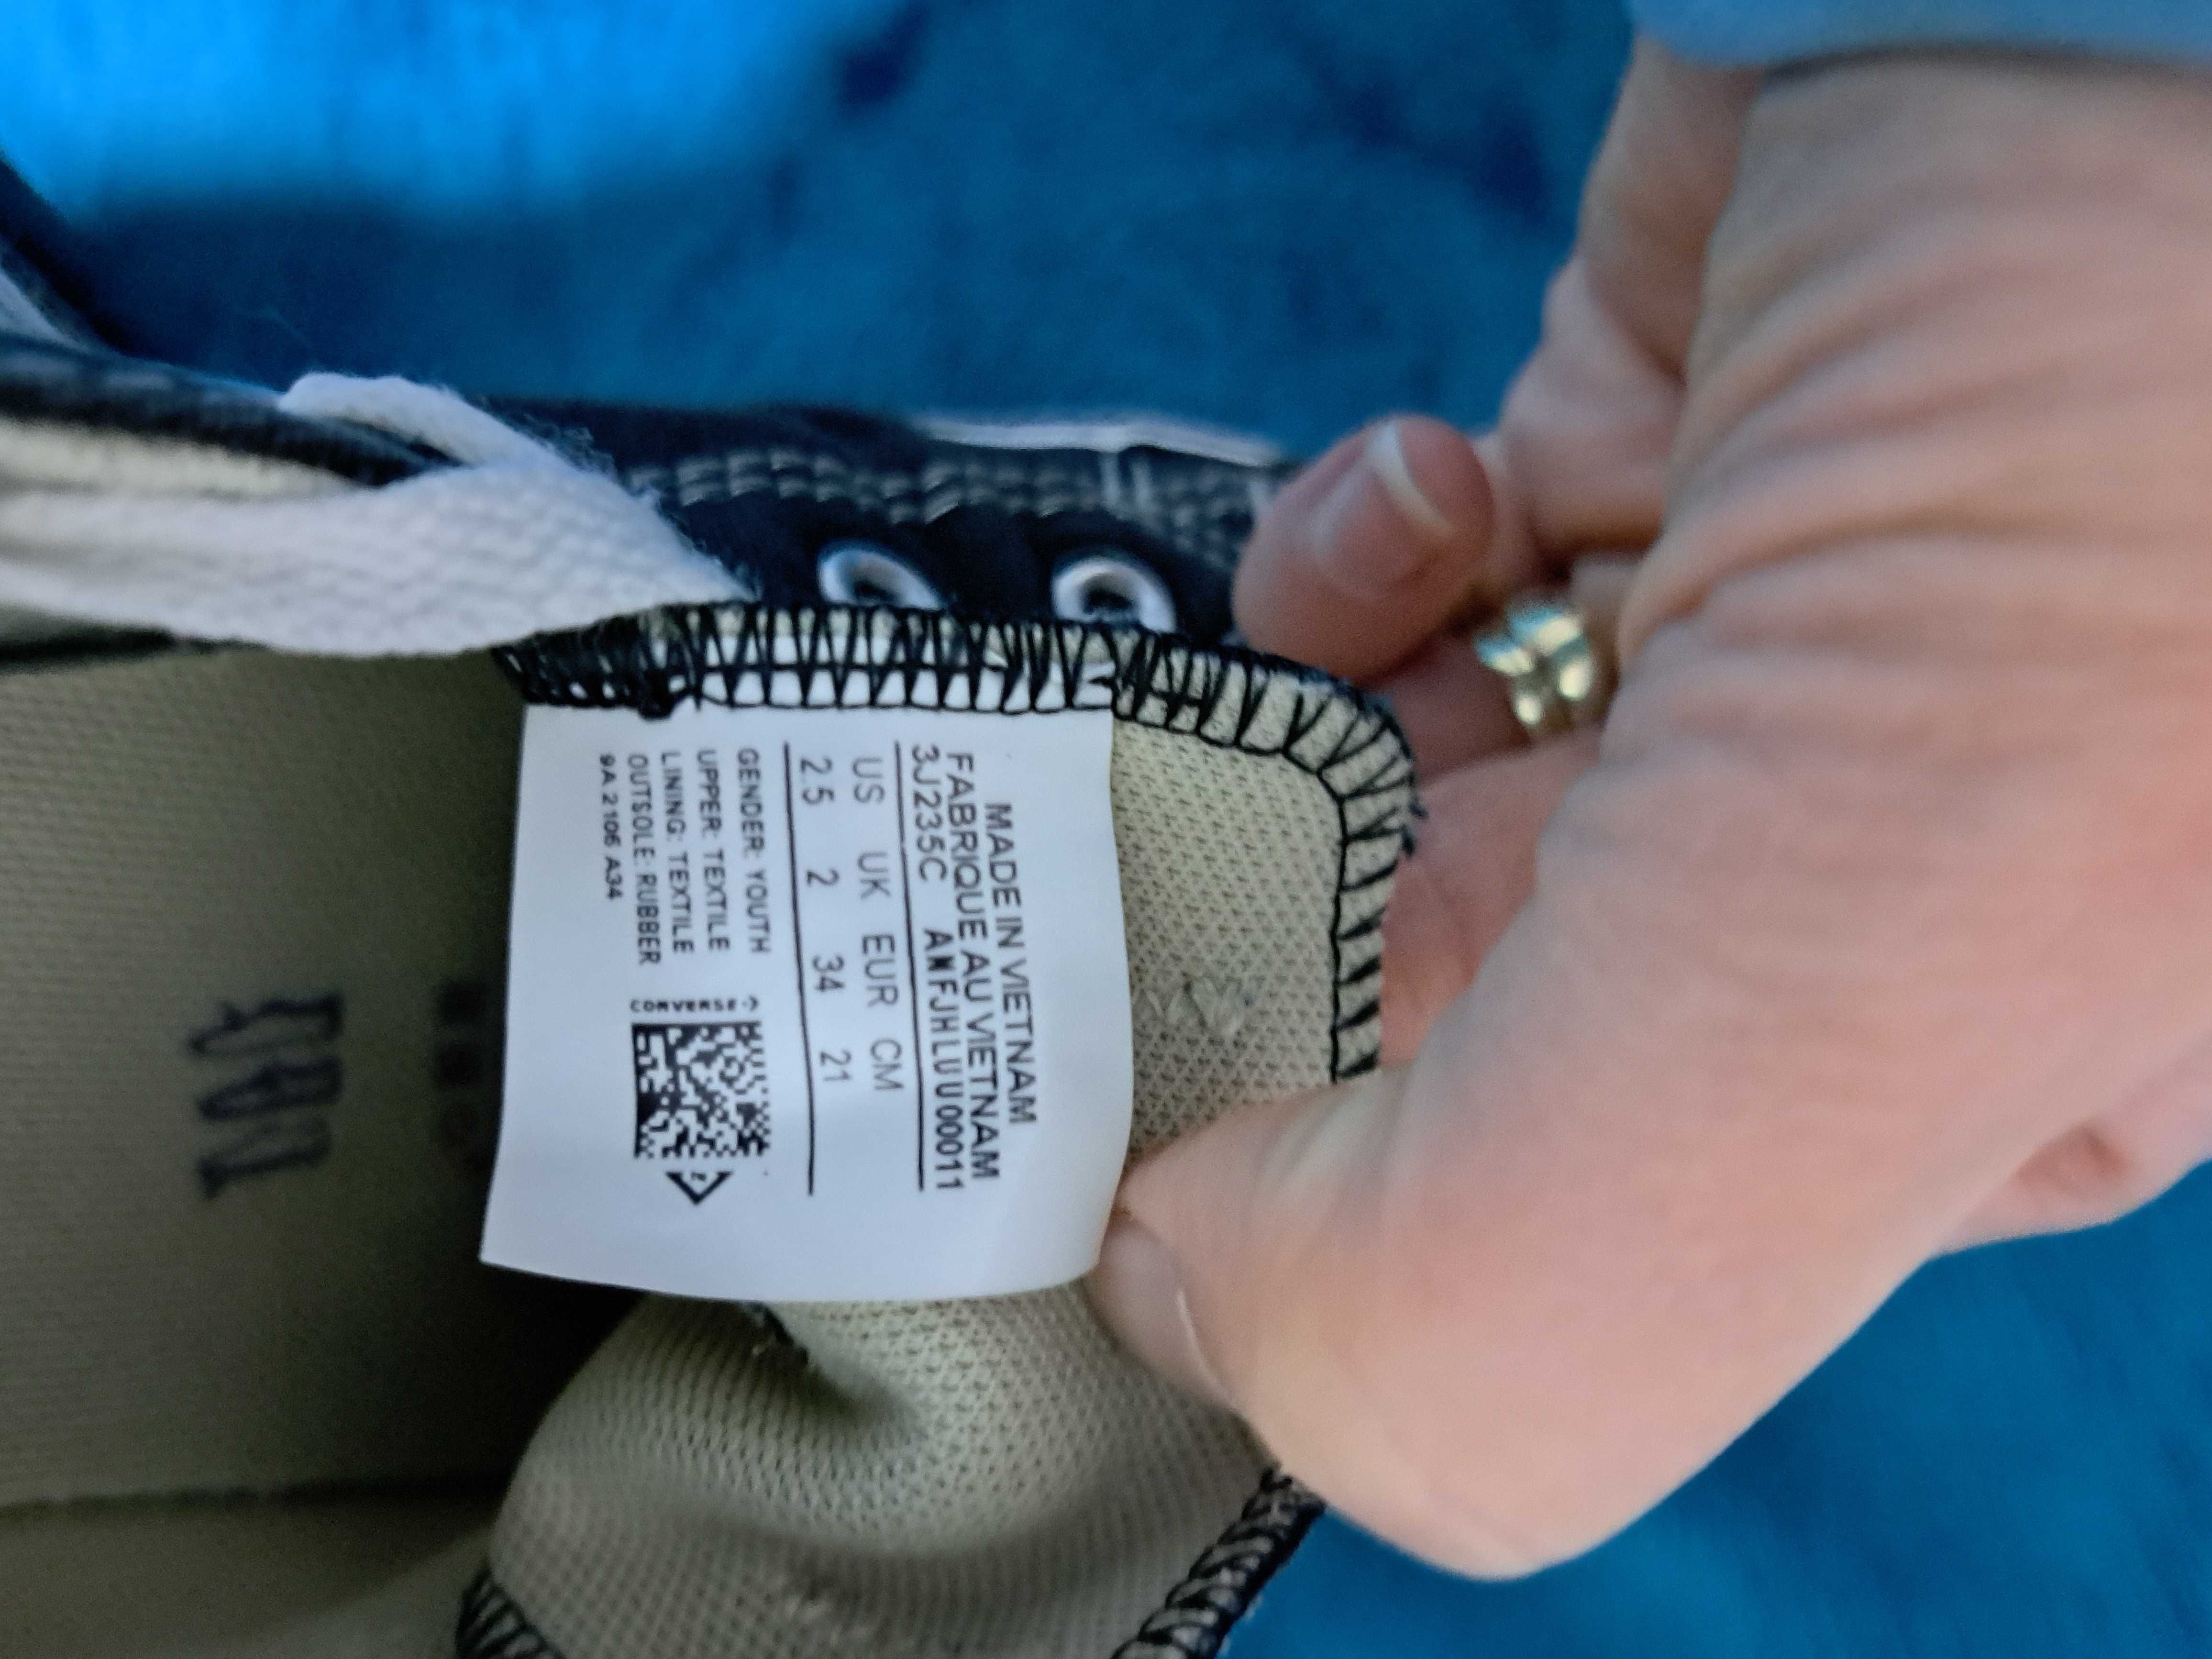 MADE IN VIETNAM
FABRIQUE AU VIETNAM
3J235C AWFJHLUU00011
US UK EUR CM
2.5 2 34 21
GENDER: YOUTH
UPPER: TEXTILE
LINING: TEXTILE
OUTSOLE: RUBBER
9A 2106 A34
CONVERSE